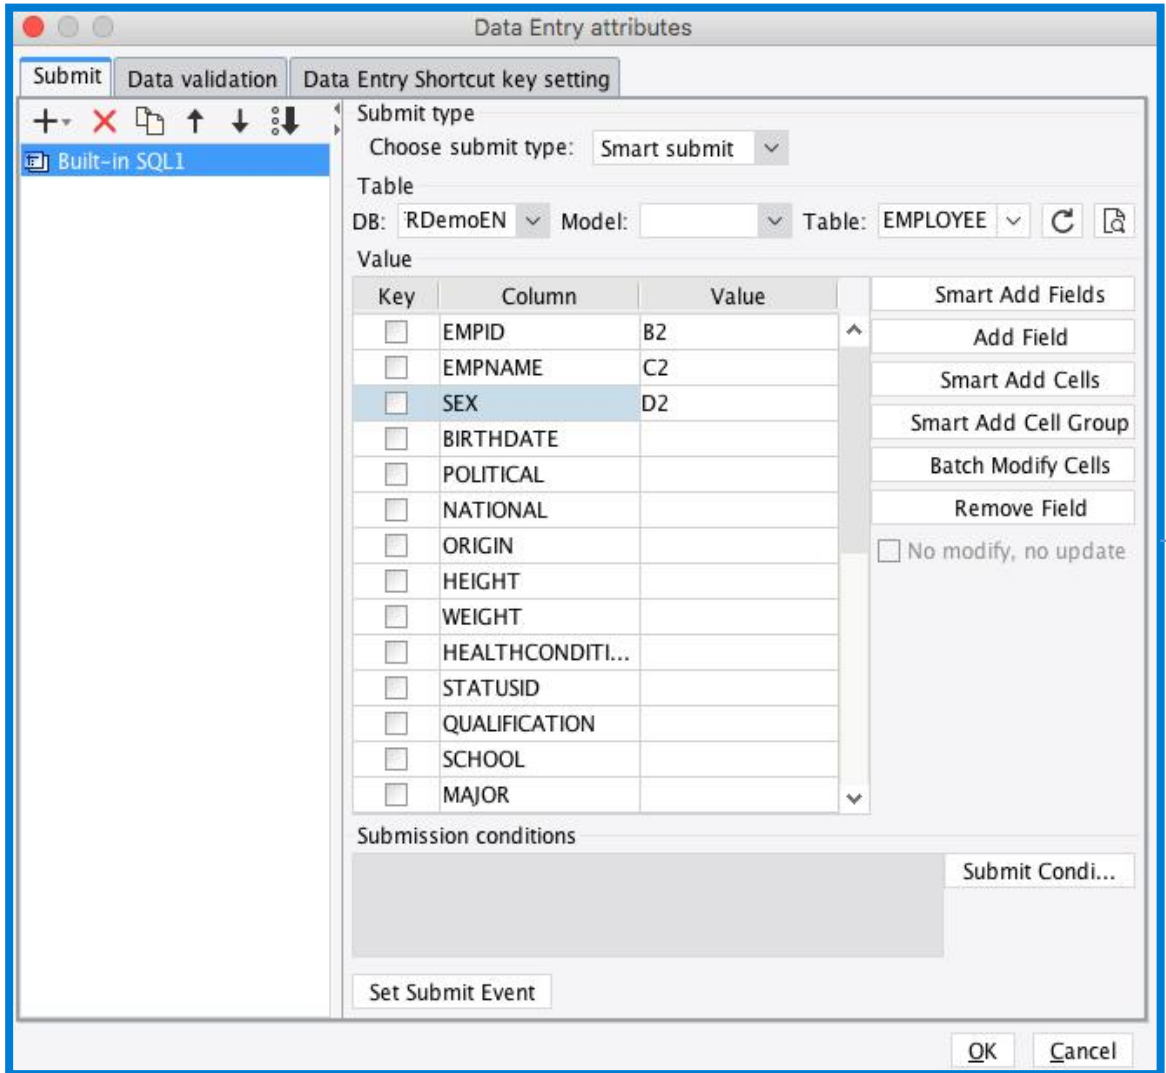 Data Entry attributes
Submit Data validation Data Entry Shortcut key setting
Built-in SQL1
Submit type
Choose submit type: Smart submit
Table
DB: RDemoEN Model: Table: EMPLOYEE
Value
Key Column Value
EMPID B2
EMPNAME C2
SEX D2
BIRTHDATE
POLITICAL
NATIONAL
ORIGIN
HEIGHT
WEIGHT
HEALTHCONDITI...
STATUSID
QUALIFICATION
SCHOOL
MAJOR
Smart Add Fields
Add Field
Smart Add Cells
Smart Add Cell Group
Batch Modify Cells
Remove Field
No modify, no update
Submission conditions
Submit Condi...
Set Submit Event
OK Cancel